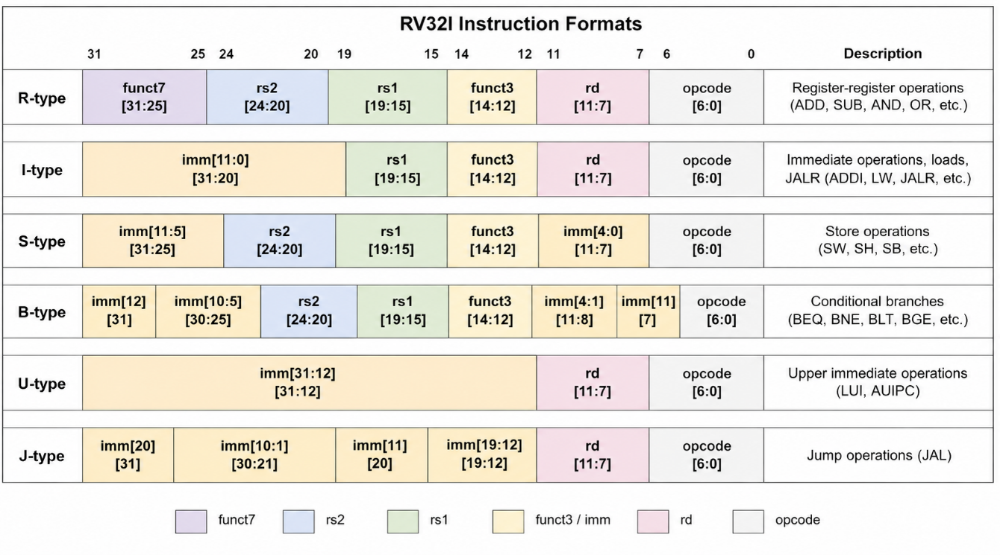 RV32I Instruction Formats
31 25 24 20 19 15 14 12 11 7 6 0 Description
R-type
funct7
[31:25]
rs2
[24:20]
rs1
[19:15]
funct3
[14:12]
rd
[11:7]
opcode
[6:0]
Register-register operations
(ADD, SUB, AND, OR, etc.)
I-type
imm[11:0]
[31:20]
rs1
[19:15]
funct3
[14:12]
rd
[11:7]
opcode
[6:0]
Immediate operations, loads,
JALR (ADDI, LW, JALR, etc.)
S-type
imm[11:5]
[31:25]
rs2
[24:20]
rs1
[19:15]
funct3
[14:12]
imm[4:0]
[11:7]
opcode
[6:0]
Store operations
(SW, SH, SB, etc.)
B-type
imm[12]
[31]
imm[10:5]
[30:25]
rs2
[24:20]
rs1
[19:15]
funct3
[14:12]
imm[4:1]
[11:8]
imm[11]
[7]
opcode
[6:0]
Conditional branches
(BEQ, BNE, BLT, BGE, etc.)
U-type
imm[31:12]
[31:12]
rd
[11:7]
opcode
[6:0]
Upper immediate operations
(LUI, AUIPC)
J-type
imm[20]
[31]
imm[10:1]
[30:21]
imm[11]
[20]
imm[19:12]
[19:12]
rd
[11:7]
opcode
[6:0]
Jump operations (JAL)
funct7
rs2
rs1
funct3 / imm
rd
opcode